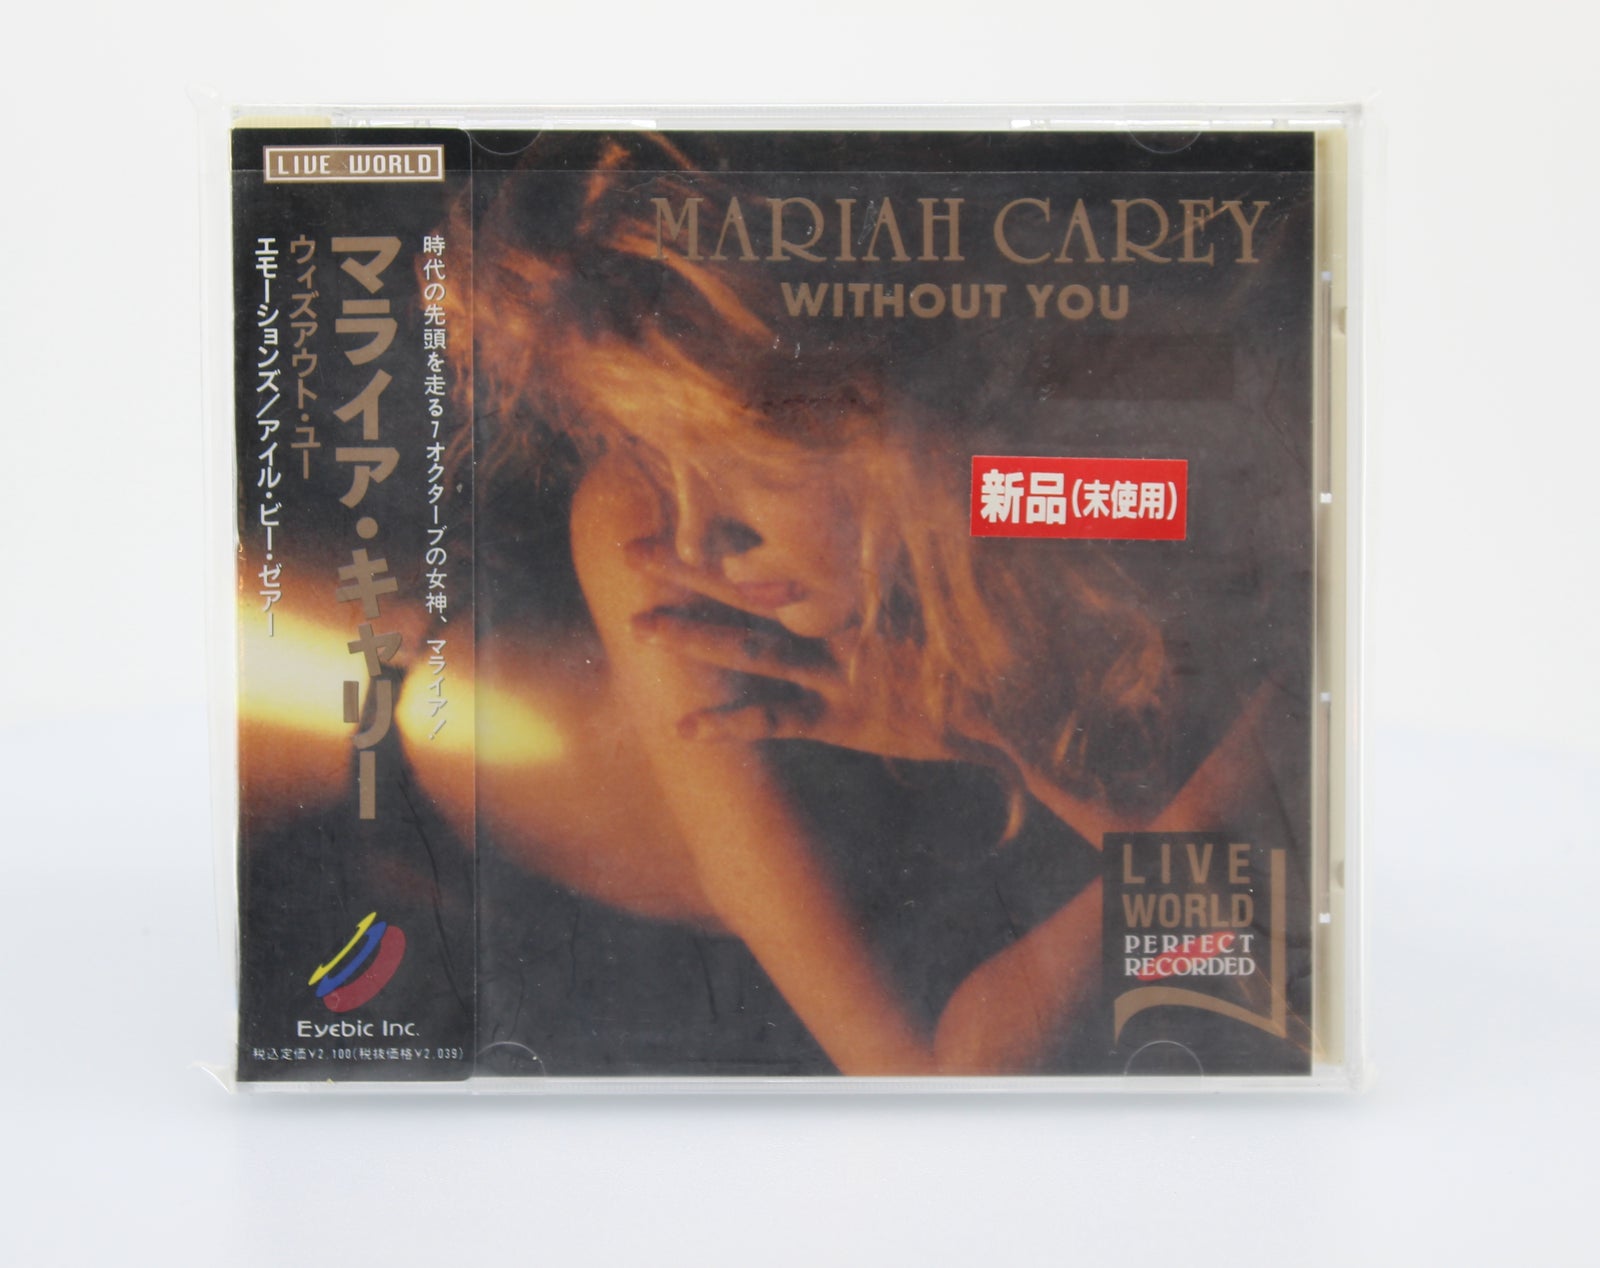 LIVE WORLD
時代の先頭を走る7オクターブの女神、マライア!
マライア・キャリー
ウィズアウト・ユー
エモーションズ/アイル・ビー・ゼアー
Eyebic Inc.
税込定価¥2,100(税抜価格¥2,039)
MARIAH CAREY
WITHOUT YOU
新品(未使用)
LIVE
WORLD
PERFECT
RECORDED